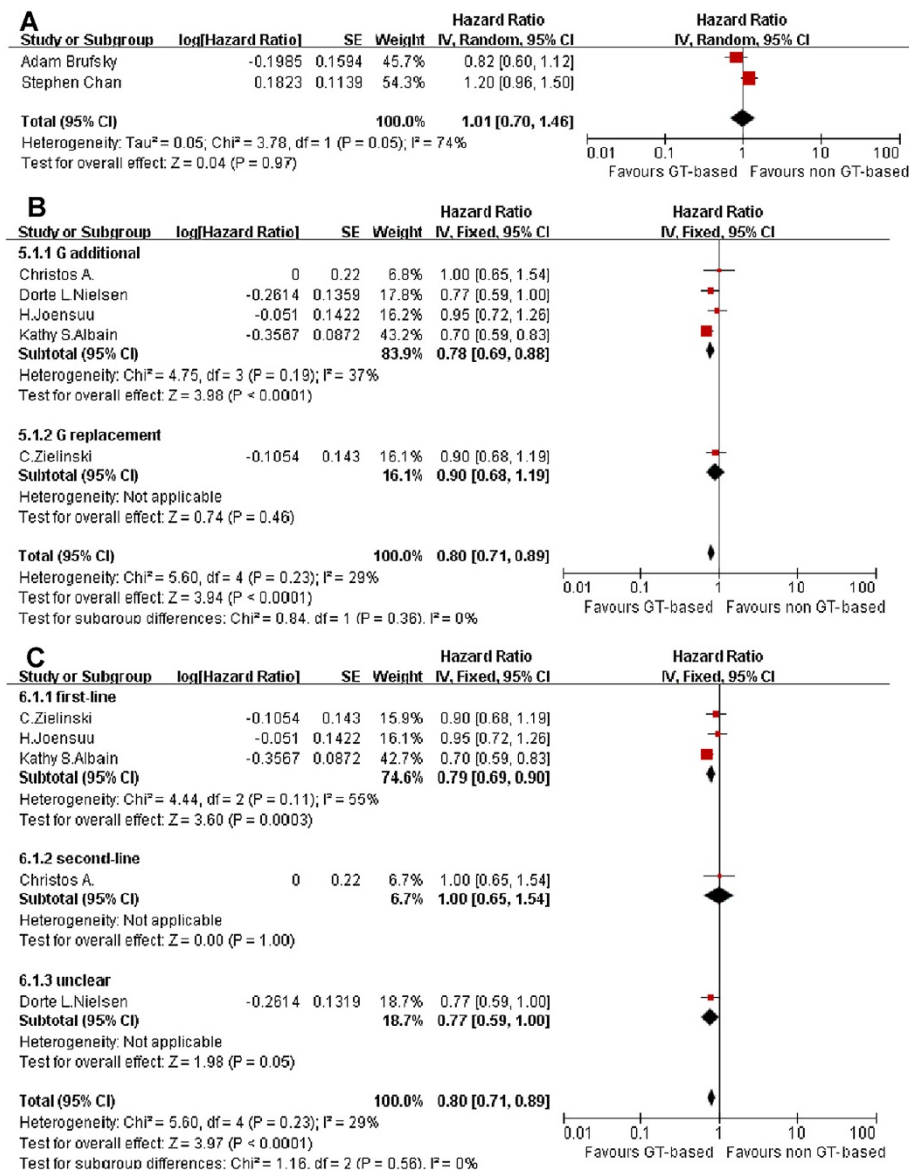 A
Hazard Ratio Hazard Ratio
Study or Subgroup log[Hazard Ratio] SE Weight IV, Random, 95% CI IV, Random, 95% CI
Adam Brufsky -0.1985 0.1594 45.7% 0.82 [0.60, 1.12]
Stephen Chan 0.1823 0.1139 54.3% 1.20 [0.96, 1.50]
Total (95% CI) 100.0% 1.01 [0.70, 1.46]
Heterogeneity: Tau² = 0.05; Chi² = 3.78, df = 1 (P = 0.05); I² = 74%
Test for overall effect: Z = 0.04 (P = 0.97)
0.01 0.1 1 10 100
Favours GT-based Favours non GT-based
B
Hazard Ratio Hazard Ratio
Study or Subgroup log[Hazard Ratio] SE Weight IV, Fixed, 95% CI IV, Fixed, 95% CI
5.1.1 G additional
Christos A. 0 0.22 6.8% 1.00 [0.65, 1.54]
Dorte L.Nielsen -0.2614 0.1359 17.8% 0.77 [0.59, 1.00]
H.Joensuu -0.051 0.1422 16.2% 0.95 [0.72, 1.26]
Kathy S.Albain -0.3567 0.0872 43.2% 0.70 [0.59, 0.83]
Subtotal (95% CI) 83.9% 0.78 [0.69, 0.88]
Heterogeneity: Chi² = 4.75, df = 3 (P = 0.19); I² = 37%
Test for overall effect: Z = 3.98 (P < 0.0001)
5.1.2 G replacement
C.Zielinski -0.1054 0.143 16.1% 0.90 [0.68, 1.19]
Subtotal (95% CI) 16.1% 0.90 [0.68, 1.19]
Heterogeneity: Not applicable
Test for overall effect: Z = 0.74 (P = 0.46)
Total (95% CI) 100.0% 0.80 [0.71, 0.89]
Heterogeneity: Chi² = 5.60, df = 4 (P = 0.23); I² = 29%
Test for overall effect: Z = 3.94 (P < 0.0001)
Test for subgroup differences: Chi² = 0.84, df = 1 (P = 0.36), I² = 0%
0.01 0.1 1 10 100
Favours GT-based Favours non GT-based
C
Hazard Ratio Hazard Ratio
Study or Subgroup log[Hazard Ratio] SE Weight IV, Fixed, 95% CI IV, Fixed, 95% CI
6.1.1 first-line
C.Zielinski -0.1054 0.143 15.9% 0.90 [0.68, 1.19]
H.Joensuu -0.051 0.1422 16.1% 0.95 [0.72, 1.26]
Kathy S.Albain -0.3567 0.0872 42.7% 0.70 [0.59, 0.83]
Subtotal (95% CI) 74.6% 0.79 [0.69, 0.90]
Heterogeneity: Chi² = 4.44, df = 2 (P = 0.11); I² = 55%
Test for overall effect: Z = 3.60 (P = 0.0003)
6.1.2 second-line
Christos A. 0 0.22 6.7% 1.00 [0.65, 1.54]
Subtotal (95% CI) 6.7% 1.00 [0.65, 1.54]
Heterogeneity: Not applicable
Test for overall effect: Z = 0.00 (P = 1.00)
6.1.3 unclear
Dorte L.Nielsen -0.2614 0.1319 18.7% 0.77 [0.59, 1.00]
Subtotal (95% CI) 18.7% 0.77 [0.59, 1.00]
Heterogeneity: Not applicable
Test for overall effect: Z = 1.98 (P = 0.05)
Total (95% CI) 100.0% 0.80 [0.71, 0.89]
Heterogeneity: Chi² = 5.60, df = 4 (P = 0.23); I² = 29%
Test for overall effect: Z = 3.97 (P < 0.0001)
Test for subgroup differences: Chi² = 1.16, df = 2 (P = 0.56), I² = 0%
0.01 0.1 1 10 100
Favours GT-based Favours non GT-based